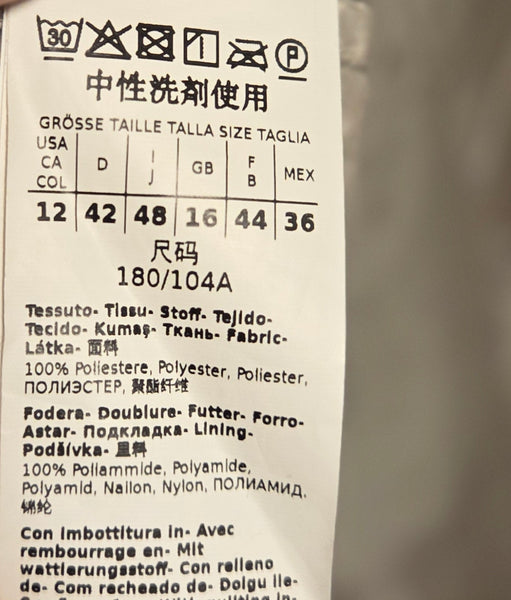 30 P
中性洗剤使用
GRÖSSE TAILLE TALLA SIZE TAGLIA
USA CA COL D I J GB F B MEX
12 42 48 16 44 36
尺码
180/104A
Tessuto- Tissu- Stoff- Tejido-
Tecido- Kumaş- Ткань- Fabric-
Látka- 面料
100% Poliestere, Polyester, Poliester,
ПОЛИЭСТЕР, 聚酯纤维
Fodera- Doublure- Futter- Forro-
Astar- Подкладка- Lining-
Podšívka- 里料
100% Poliammide, Polyamide,
Polyamid, Nailon, Nylon, ПОЛИАМИД,
锦纶
Con imbottitura in- Avec
rembourrage en- Mit
wattierungsstoff- Con relleno
de- Com recheado de- Dolgu ile-